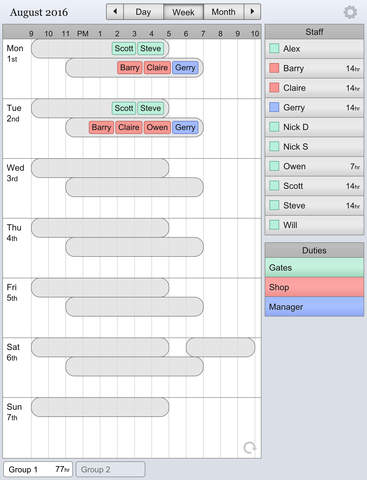 August 2016
Day Week Month
9 10 11 PM 1 2 3 4 5 6 7 8 9 10
Mon
1st
Scott Steve
Barry Claire Gerry
Tue
2nd
Scott Steve
Barry Claire Owen Gerry
Wed
3rd
Thu
4th
Fri
5th
Sat
6th
Sun
7th
Group 1 77hr
Group 2
Staff
Alex
Barry 14hr
Claire 14hr
Gerry 14hr
Nick D
Nick S
Owen 7hr
Scott 14hr
Steve 14hr
Will
Duties
Gates
Shop
Manager